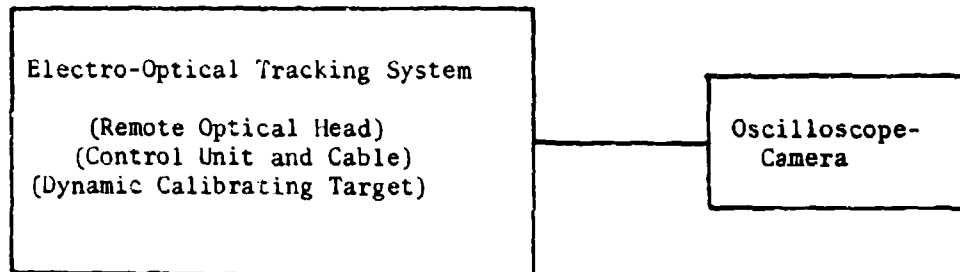 Electro-Optical Tracking System
(Remote Optical Head)
(Control Unit and Cable)
(Dynamic Calibrating Target)
Oscilloscope-
Camera